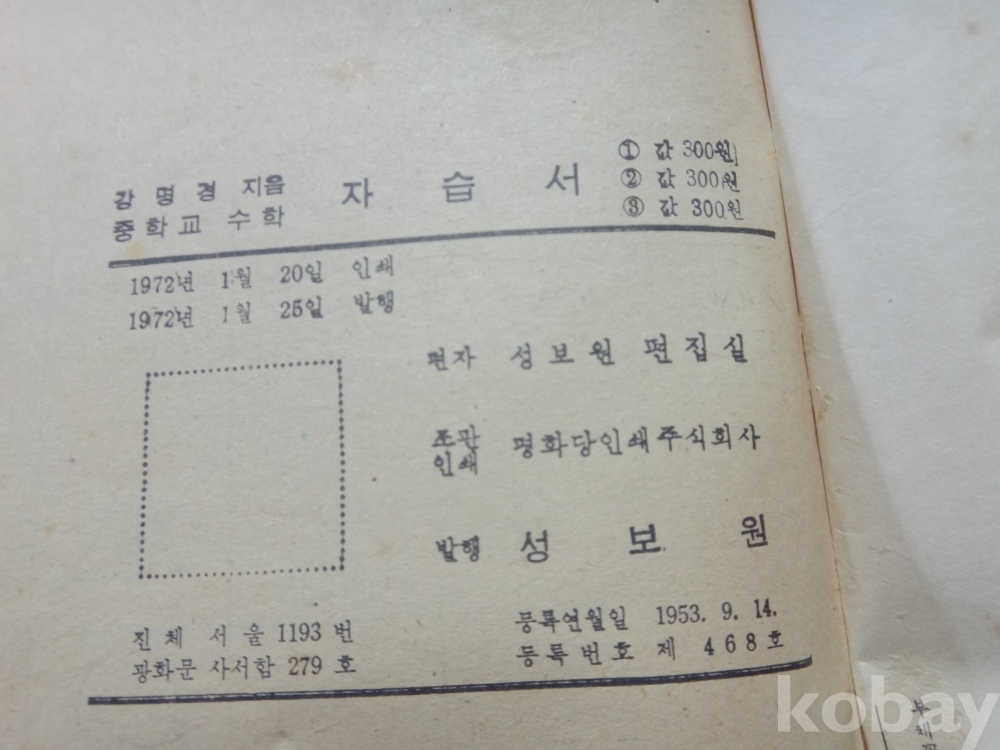 강명경 지음
중학교 수학
자 습 서
① 값 300원
② 값 300원
③ 값 300원
1972년 1월 20일 인쇄
1972년 1월 25일 발행
편자 성보원 편집실
조판
인쇄 평화당인쇄주식회사
발행 성 보 원
진체 서울 1193 번
광화문 사서함 279 호
등록연월일 1953. 9. 14.
등록번호 제 468호
kobay